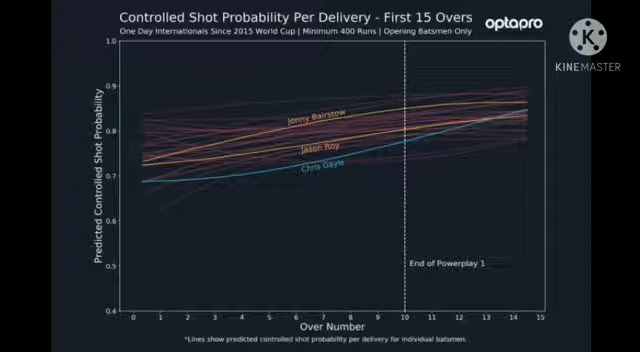 Controlled Shot Probability Per Delivery - First 15 Overs
One Day Internationals Since 2015 World Cup | Minimum 400 Runs | Opening Batsmen Only
optapro
K
KINEMASTER
1.0
0.9
0.8
0.7
0.6
0.5
0.4
Predicted Controlled Shot Probability
Jonny Bairstow
Jason Roy
Chris Gayle
End of Powerplay 1
0 1 2 3 4 5 6 7 8 9 10 11 12 13 14 15
Over Number
*Lines show predicted controlled shot probability per delivery for individual batsmen.